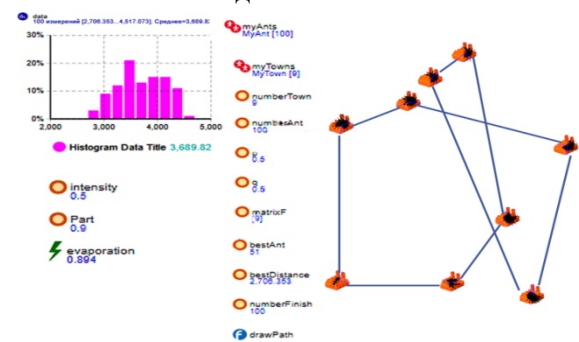 data
100 измерений [2,706.353...4,517.073]. Среднее=3,689.82
30%
20%
10%
0%
2,000 3,000 4,000 5,000
Histogram Data Title 3,689.82
intensity
0.5
Part
0.9
evaporation
0.894
myAnts
MyAnt [100]
myTowns
MyTown [9]
numberTown
9
100
0.5
0.5
matrixF
[9]
bestAnt
51
bestDistance
2,706.353
numberFinish
100
drawPath